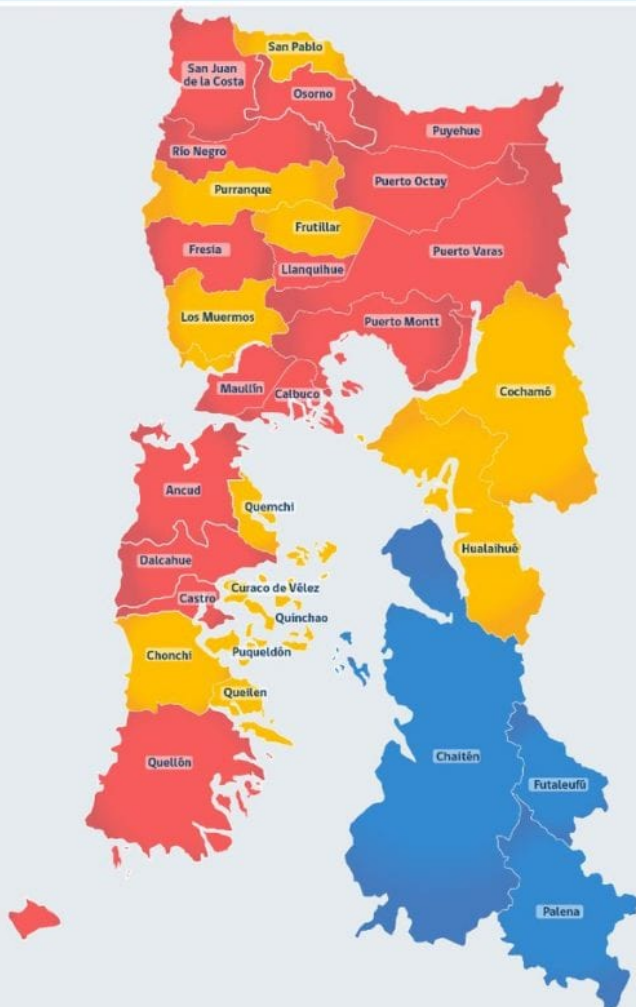 San Pablo
San Juan
de la Costa
Osorno
Puyehue
Río Negro
Puerto Octay
Purranque
Frutillar
Fresia
Puerto Varas
Llanquihue
Los Muermos
Puerto Montt
Maullín
Calbuco
Cochamó
Ancud
Quemchi
Hualaihué
Dalcahue
Curaco de Vélez
Castro
Quinchao
Chonchi
Puqueldón
Queilen
Quellón
Chaitén
Futaleufú
Palena